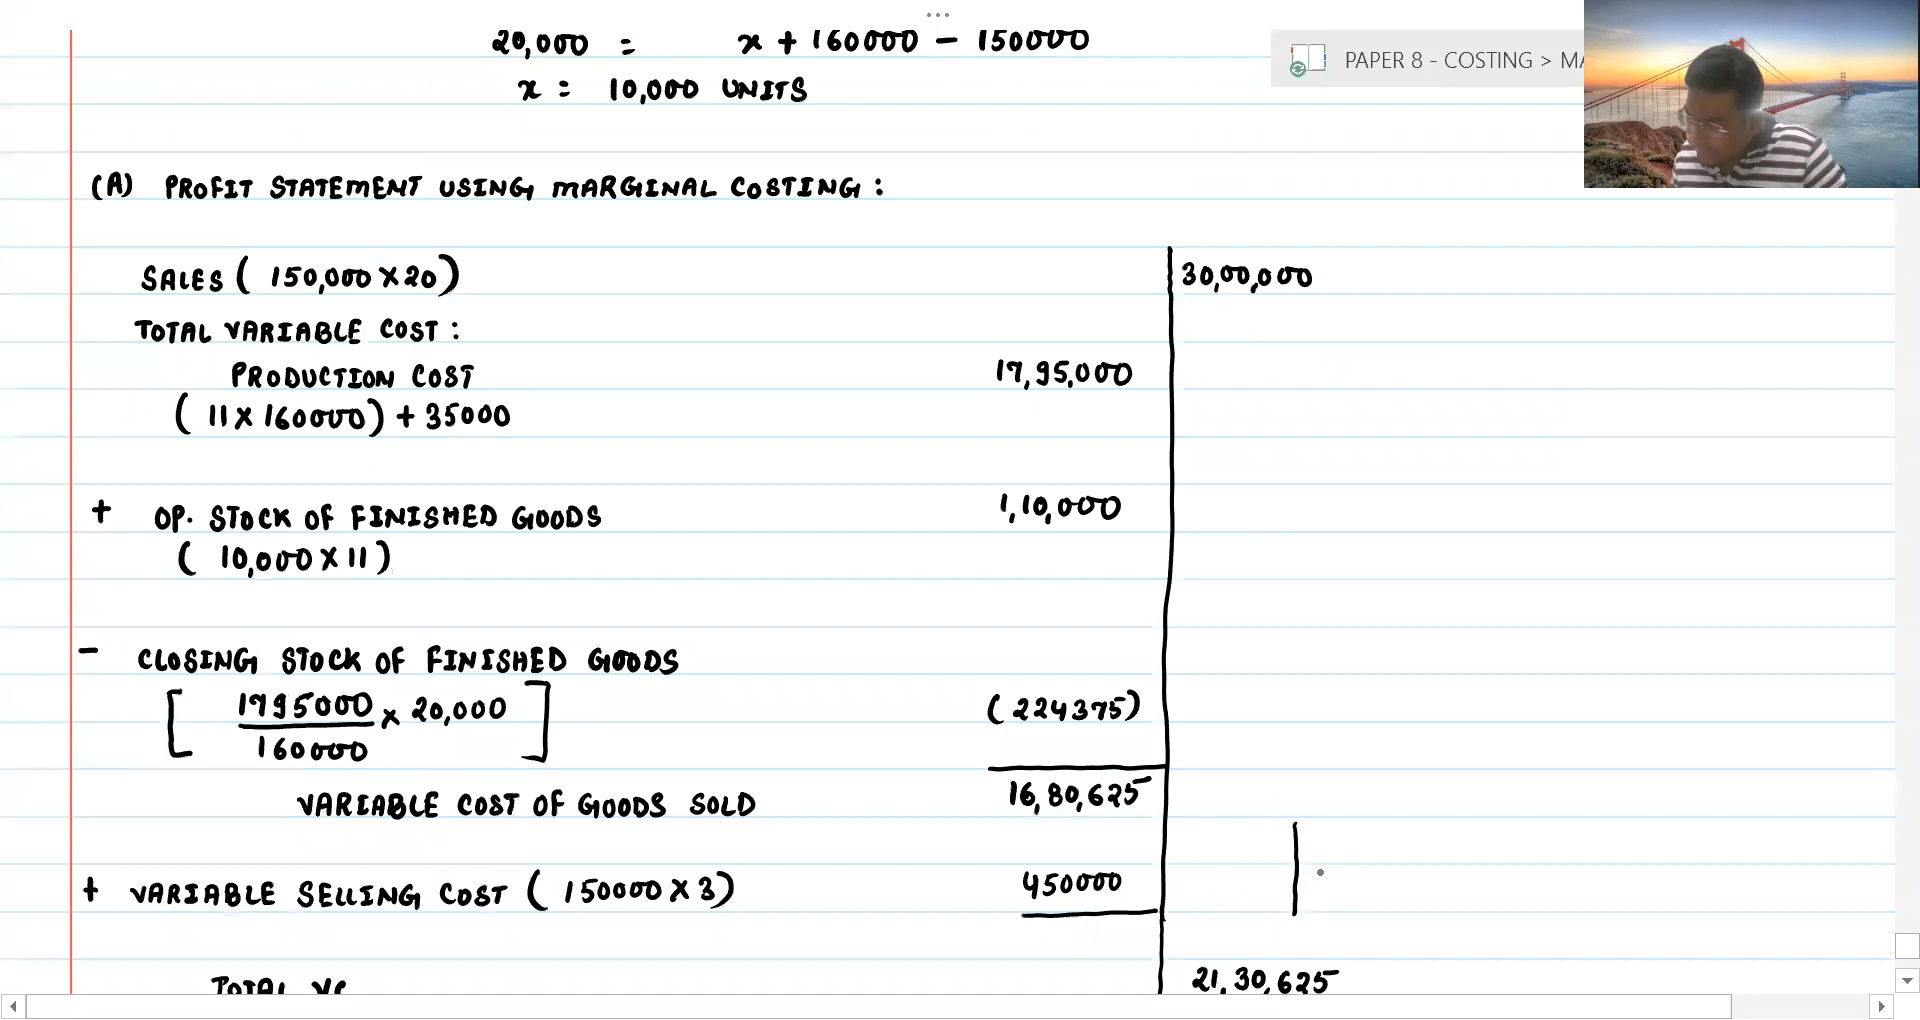 20,000 = x + 160000 - 150000
PAPER 8 - COSTING >
x = 10,000 UNITS
(A) PROFIT STATEMENT USING MARGINAL COSTING :
SALES ( 150,000 X 20 ) 30,00,000
TOTAL VARIABLE COST :
PRODUCTION COST 17,95,000
( 11 X 160000 ) + 35000
+ OP. STOCK OF FINISHED GOODS 1,10,000
( 10,000 X 11 )
- CLOSING STOCK OF FINISHED GOODS
[ 1795000 / 160000 X 20,000 ] ( 224375 )
VARIABLE COST OF GOODS SOLD 16,80,625
+ VARIABLE SELLING COST ( 150000 X 3 ) 450000
TOTAL VC 21,30,625